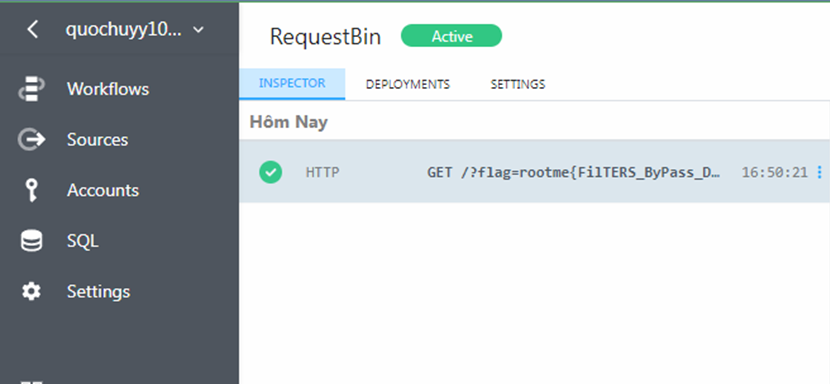 quochuyy10...
Workflows
Sources
Accounts
SQL
Settings
RequestBin Active
INSPECTOR DEPLOYMENTS SETTINGS
Hôm Nay
HTTP GET /?flag=rootme{FilTERS_ByPass_D… 16:50:21